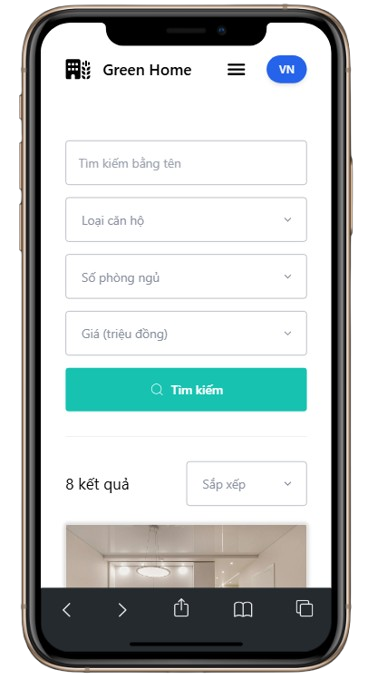 Green Home
VN
Tìm kiếm bằng tên
Loại căn hộ
Số phòng ngủ
Giá (triệu đồng)
Tìm kiếm
8 kết quả
Sắp xếp